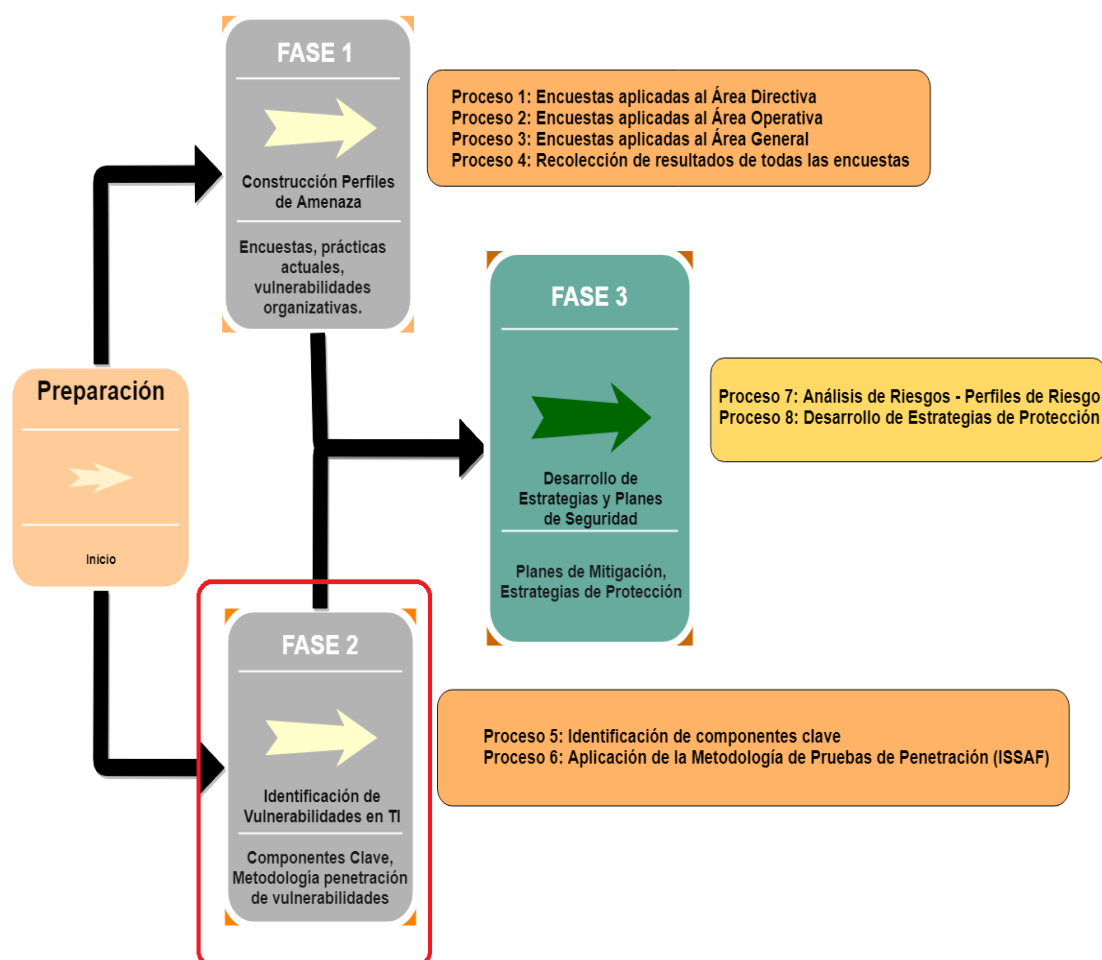 FASE 1
Construcción Perfiles
de Amenaza
Encuestas, prácticas
actuales,
vulnerabilidades
organizativas.
Proceso 1: Encuestas aplicadas al Área Directiva
Proceso 2: Encuestas aplicadas al Área Operativa
Proceso 3: Encuestas aplicadas al Área General
Proceso 4: Recolección de resultados de todas las encuestas
Preparación
Inicio
FASE 3
Desarrollo de
Estrategias y Planes
de Seguridad
Planes de Mitigación,
Estrategias de Protección
Proceso 7: Análisis de Riesgos - Perfiles de Riesgo
Proceso 8: Desarrollo de Estrategias de Protección
FASE 2
Identificación de
Vulnerabilidades en TI
Componentes Clave,
Metodología penetración
de vulnerabilidades
Proceso 5: Identificación de componentes clave
Proceso 6: Aplicación de la Metodología de Pruebas de Penetración (ISSAF)